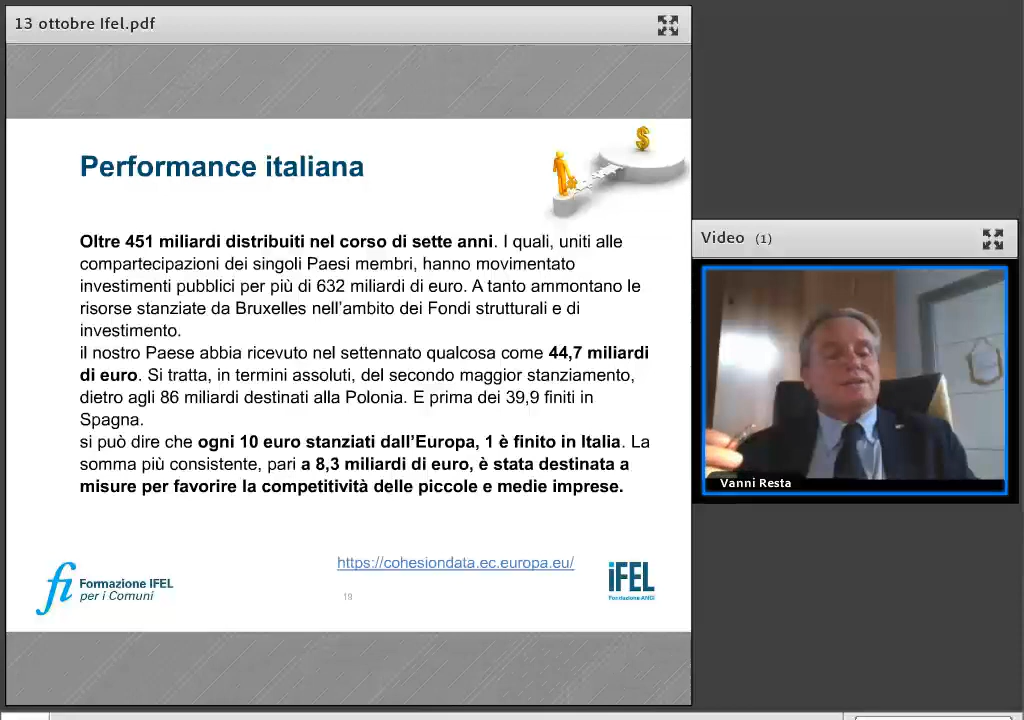 13 ottobre Ifel.pdf
Performance italiana
Oltre 451 miliardi distribuiti nel corso di sette anni. I quali, uniti alle
compartecipazioni dei singoli Paesi membri, hanno movimentato
investimenti pubblici per più di 632 miliardi di euro. A tanto ammontano le
risorse stanziate da Bruxelles nell'ambito dei Fondi strutturali e di
investimento.
il nostro Paese abbia ricevuto nel settennato qualcosa come 44,7 miliardi
di euro. Si tratta, in termini assoluti, del secondo maggior stanziamento,
dietro agli 86 miliardi destinati alla Polonia. E prima dei 39,9 finiti in
Spagna.
si può dire che ogni 10 euro stanziati dall'Europa, 1 è finito in Italia. La
somma più consistente, pari a 8,3 miliardi di euro, è stata destinata a
misure per favorire la competitività delle piccole e medie imprese.
https://cohesiondata.ec.europa.eu/
fi Formazione IFEL
per i Comuni
18
iFEL
Fondazione ANCI
Video (1)
Vanni Resta